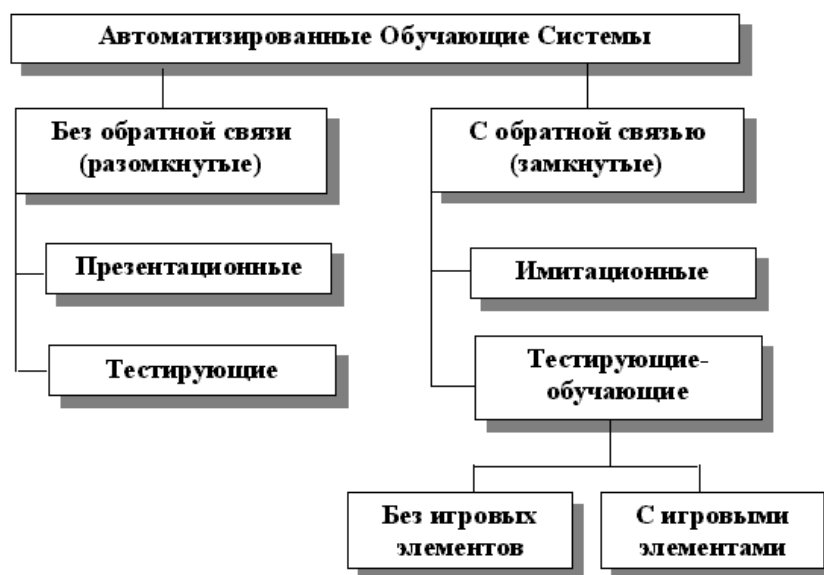 Автоматизированные Обучающие Системы
Без обратной связи
(разомкнутые)
С обратной связью
(замкнутые)
Презентационные
Имитационные
Тестирующие
Тестирующие-
обучающие
Без игровых
элементов
С игровыми
элементами